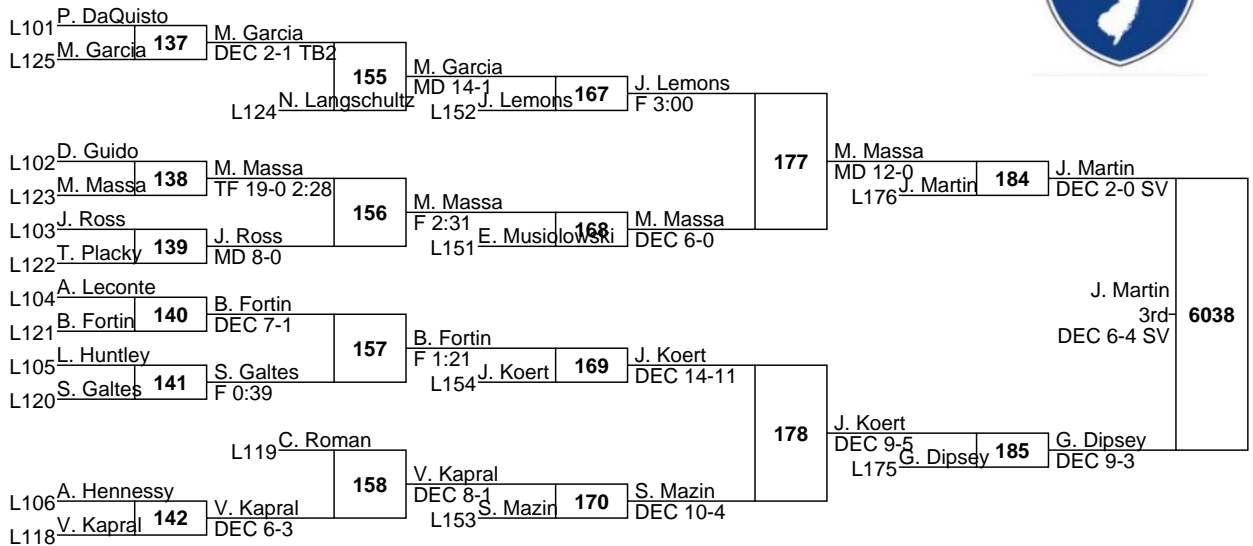 L101 P. DaQuisto
137
L125 M. Garcia
M. Garcia
DEC 2-1 TB2
155
L124 N. Langschultz
M. Garcia
MD 14-1
L152 J. Lemons
167
J. Lemons
F 3:00
L102 D. Guido
138
L123 M. Massa
M. Massa
TF 19-0 2:28
156
L103 J. Ross
139
L122 T. Placky
J. Ross
MD 8-0
M. Massa
F 2:31
L151 E. Musiolowski
168
M. Massa
DEC 6-0
177
M. Massa
MD 12-0
L176 J. Martin
184
J. Martin
DEC 2-0 SV
L104 A. Leconte
140
L121 B. Fortin
B. Fortin
DEC 7-1
157
L105 L. Huntley
141
L120 S. Galtes
S. Galtes
F 0:39
B. Fortin
F 1:21
L154 J. Koert
169
J. Koert
DEC 14-11
L119 C. Roman
158
L106 A. Hennessy
142
L118 V. Kapral
V. Kapral
DEC 6-3
V. Kapral
DEC 8-1
L153 S. Mazin
170
S. Mazin
DEC 10-4
178
J. Koert
DEC 9-5
L175 G. Dipsey
185
G. Dipsey
DEC 9-3
J. Martin
3rd
DEC 6-4 SV
6038